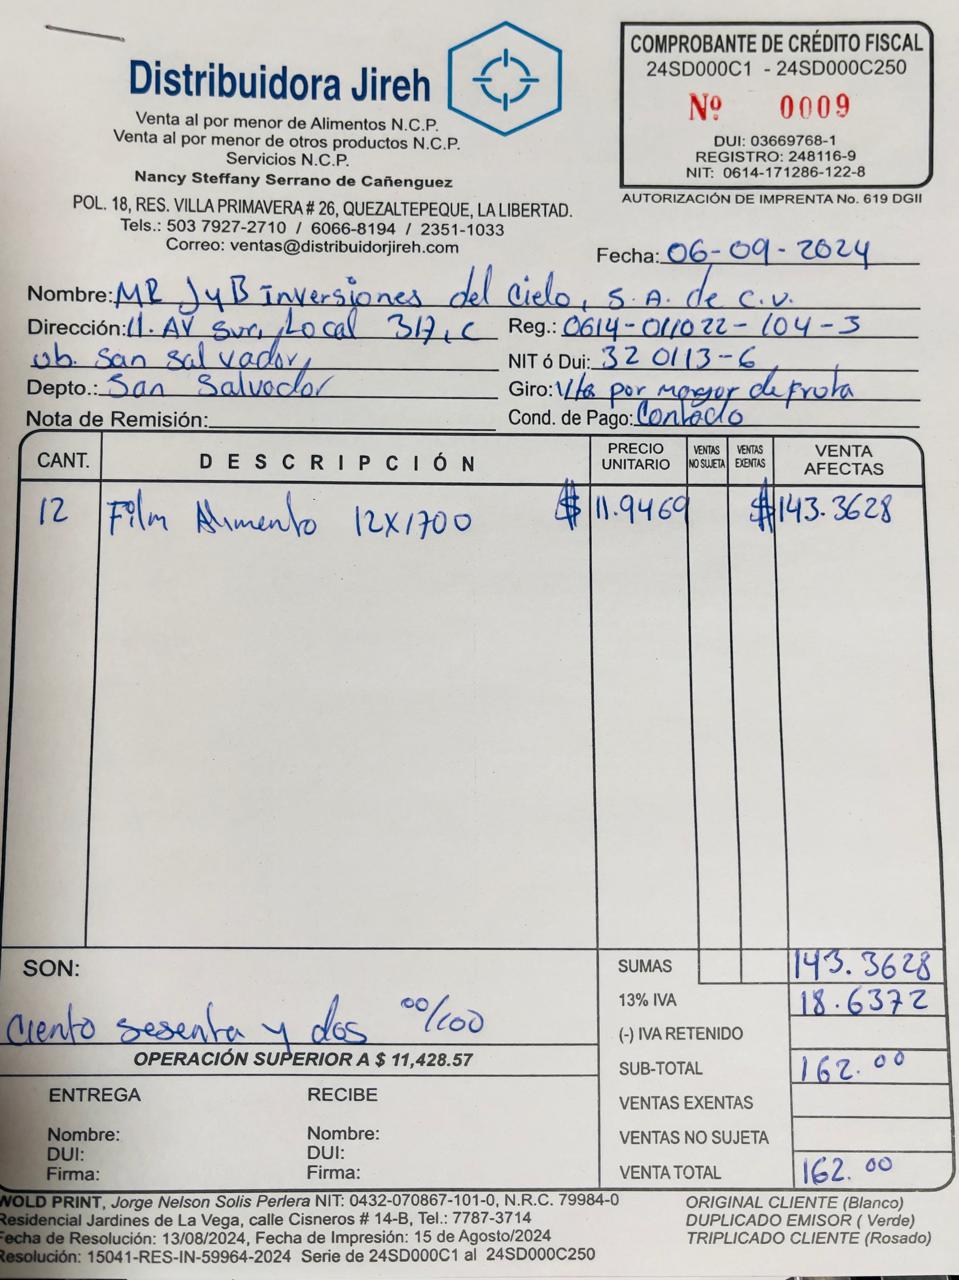 Distribuidora Jireh
Venta al por menor de Alimentos N.C.P.
Venta al por menor de otros productos N.C.P.
Servicios N.C.P.
Nancy Steffany Serrano de Cañenguez
POL. 18, RES. VILLA PRIMAVERA # 26, QUEZALTEPEQUE, LA LIBERTAD.
Tels.: 503 7927-2710 / 6066-8194 / 2351-1033
Correo: ventas@distribuidorjireh.com
COMPROBANTE DE CRÉDITO FISCAL
24SD000C1 - 24SD000C250
Nº 0009
DUI: 03669768-1
REGISTRO: 248116-9
NIT: 0614-171286-122-8
AUTORIZACIÓN DE IMPRENTA No. 619 DGII
Fecha: 06-09-2024
Nombre: MR JyB inversiones del cielo, S.A. de C.V.
Dirección: 11. AV Sur, Local 317, C Reg.: 0614-011022-104-3
ub. San Salvador, NIT ó Dui: 320113-6
Depto.: San Salvador Giro: Vta por mayor de fruta
Nota de Remisión: Cond. de Pago: Contado
CANT. DESCRIPCIÓN PRECIO UNITARIO VENTAS NO SUJETA VENTAS EXENTAS VENTA AFECTAS
12 Film Alimento 12X1700 $ 11.9469 $ 143.3628
SON: SUMAS 143.3628
13% IVA 18.6372
Ciento sesenta y dos 00/100 (-) IVA RETENIDO
OPERACIÓN SUPERIOR A $ 11,428.57 SUB-TOTAL 162.00
ENTREGA RECIBE VENTAS EXENTAS
Nombre: Nombre: VENTAS NO SUJETA
DUI: DUI:
Firma: Firma: VENTA TOTAL 162.00
WOLD PRINT, Jorge Nelson Solis Perlera NIT: 0432-070867-101-0, N.R.C. 79984-0
Residencial Jardines de La Vega, calle Cisneros # 14-B, Tel.: 7787-3714
Fecha de Resolución: 13/08/2024, Fecha de Impresión: 15 de Agosto/2024
Resolución: 15041-RES-IN-59964-2024 Serie de 24SD000C1 al 24SD000C250
ORIGINAL CLIENTE (Blanco)
DUPLICADO EMISOR ( Verde)
TRIPLICADO CLIENTE (Rosado)